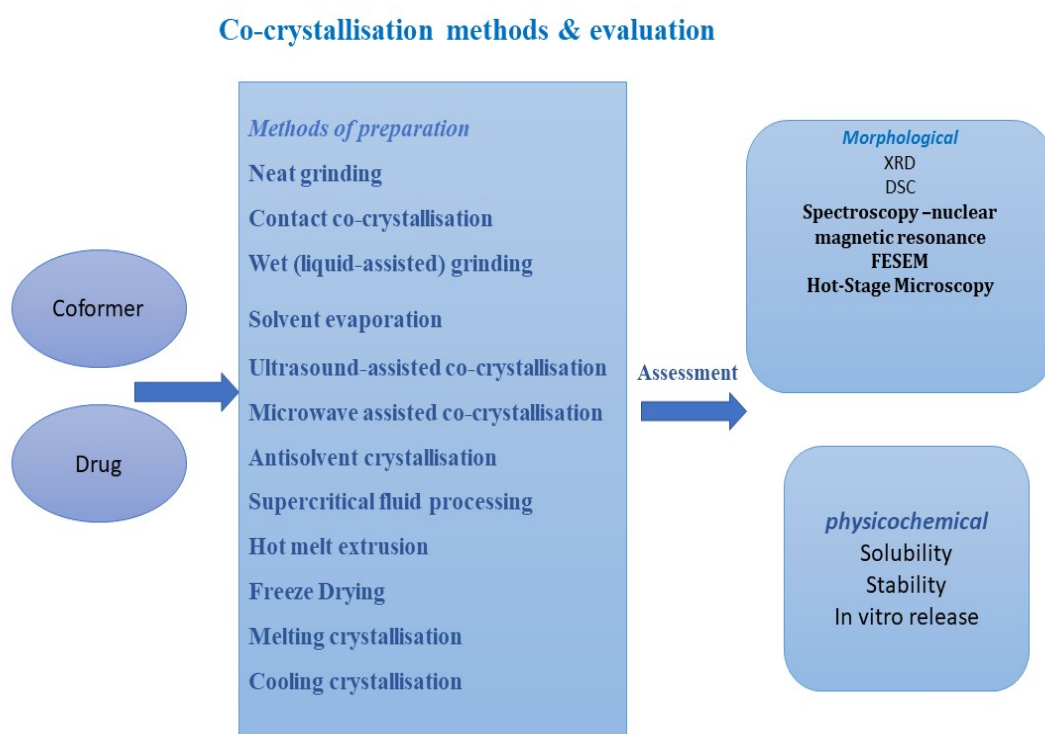 Co-crystallisation methods & evaluation
Coformer
Drug
Methods of preparation
Neat grinding
Contact co-crystallisation
Wet (liquid-assisted) grinding
Solvent evaporation
Ultrasound-assisted co-crystallisation
Microwave assisted co-crystallisation
Antisolvent crystallisation
Supercritical fluid processing
Hot melt extrusion
Freeze Drying
Melting crystallisation
Cooling crystallisation
Assessment
Morphological
XRD
DSC
Spectroscopy –nuclear
magnetic resonance
FESEM
Hot-Stage Microscopy
physicochemical
Solubility
Stability
In vitro release